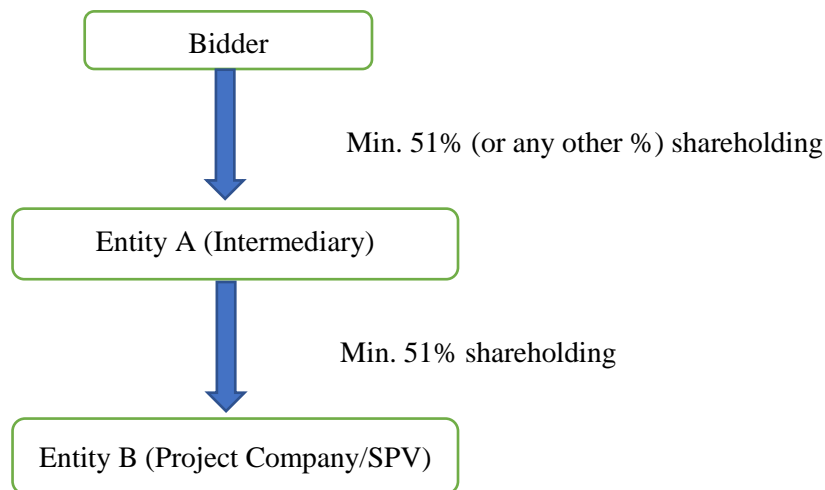 Bidder
Min. 51% (or any other %) shareholding
Entity A (Intermediary)
Min. 51% shareholding
Entity B (Project Company/SPV)